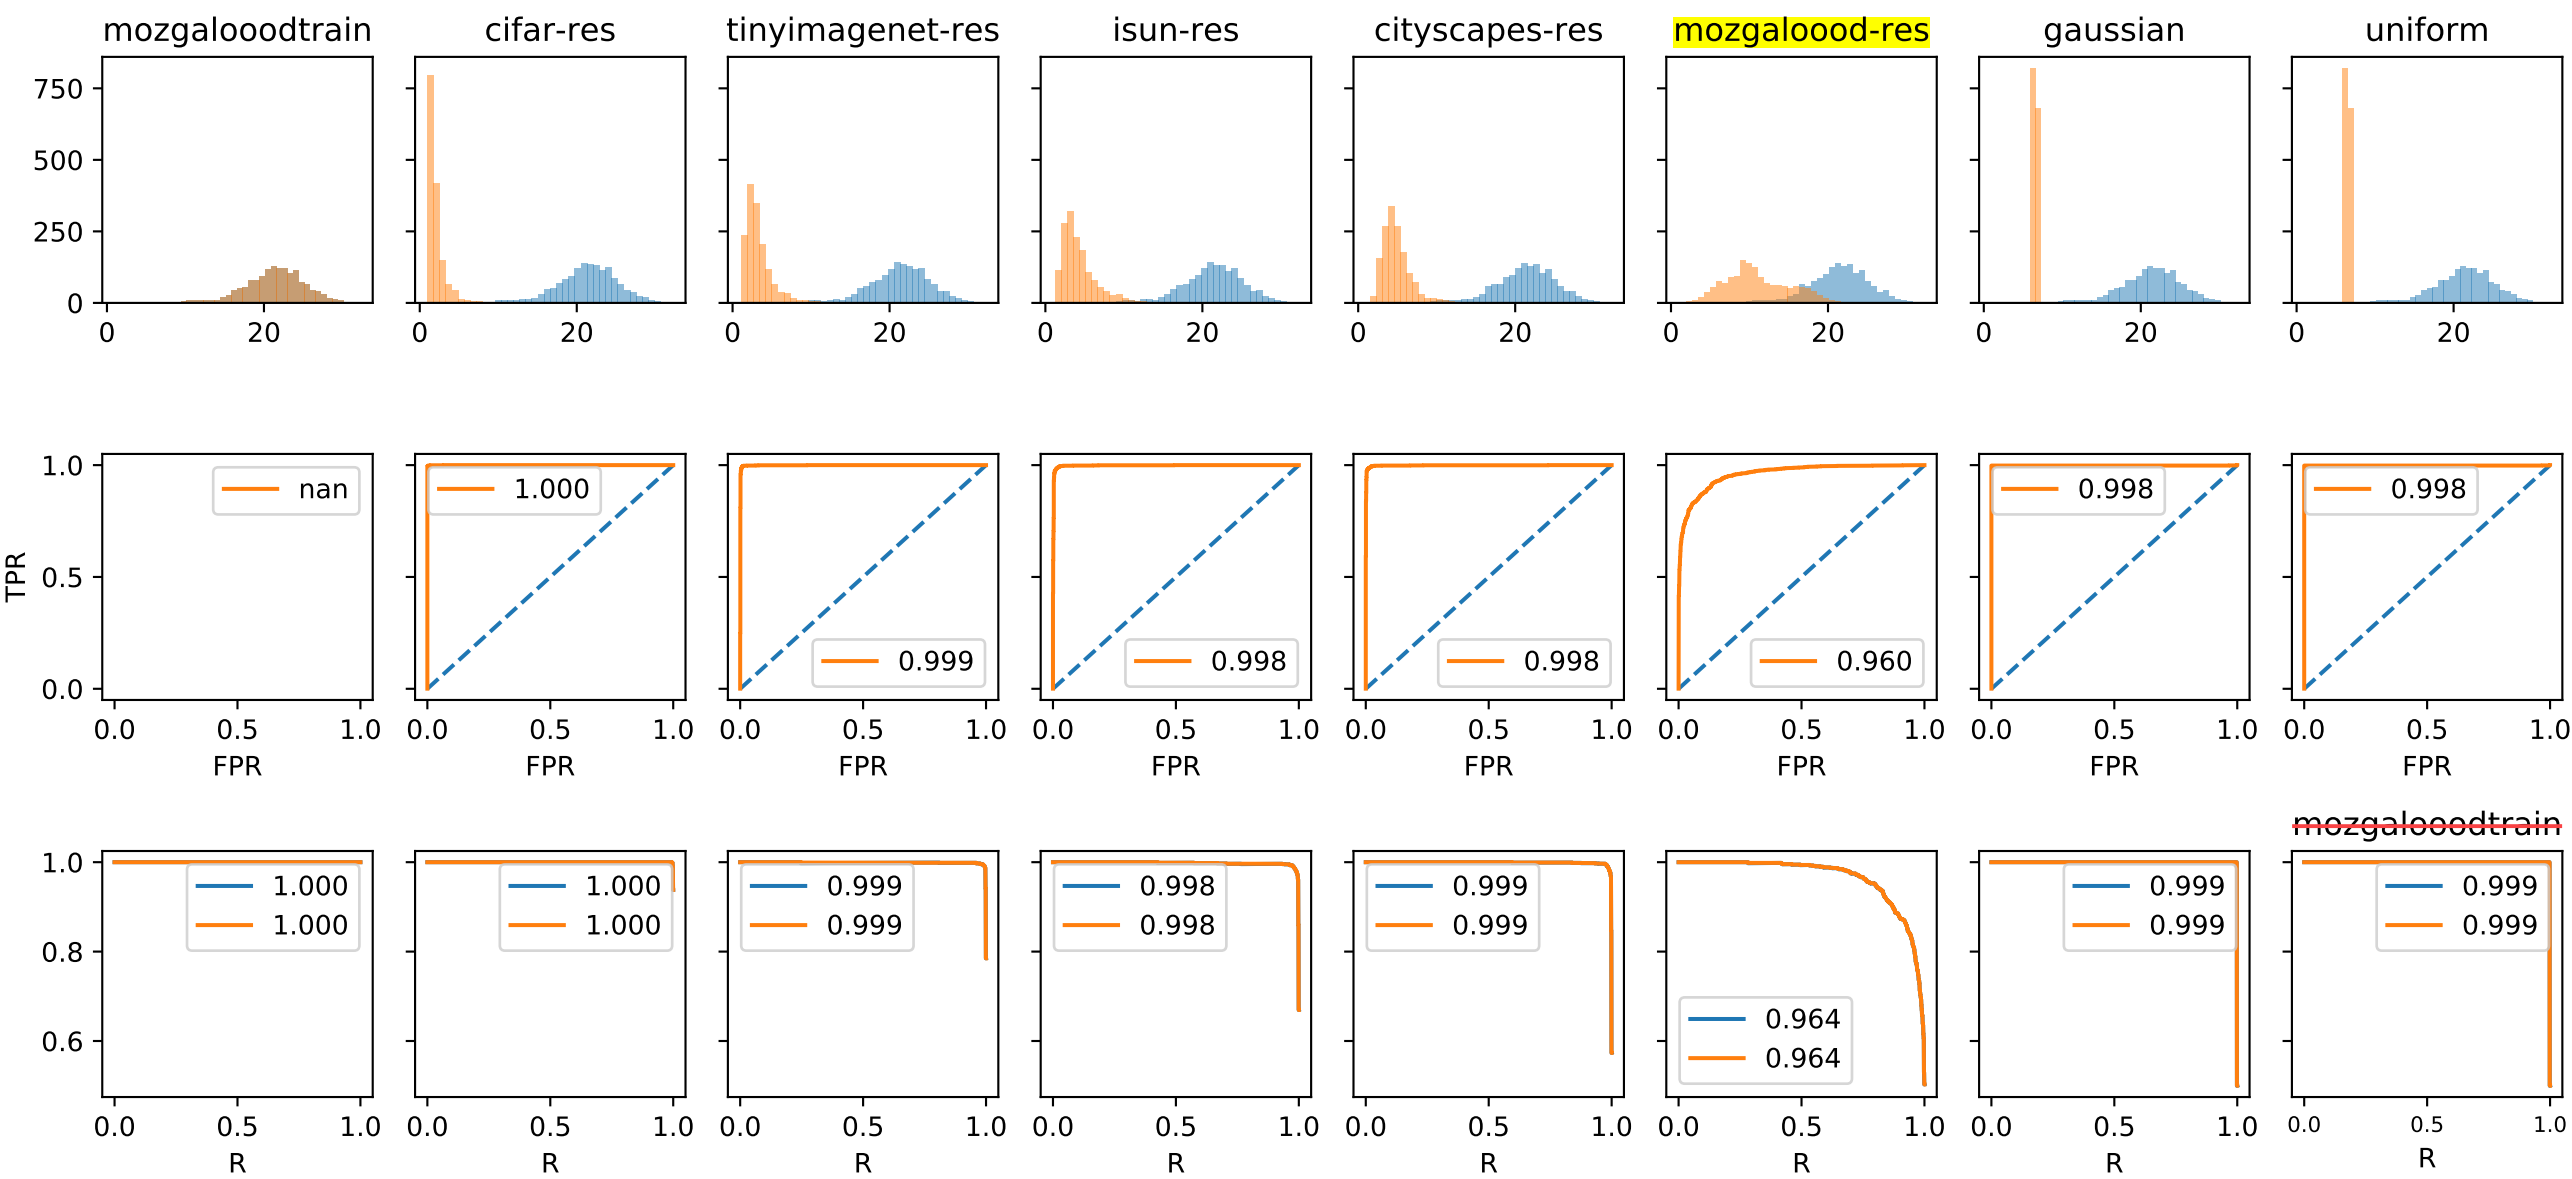 mozgalooodtrain cifar-res tinyimagenet-res isun-res cityscapes-res mozgaloood-res gaussian uniform
750
500
250
0
0 20 0 20 0 20 0 20 0 20 0 20 0 20 0 20
1.0
0.5
0.0
TPR
nan 1.000 0.999 0.998 0.998 0.960 0.998 0.998
0.0 0.5 1.0 0.0 0.5 1.0 0.0 0.5 1.0 0.0 0.5 1.0 0.0 0.5 1.0 0.0 0.5 1.0 0.0 0.5 1.0 0.0 0.5 1.0
FPR FPR FPR FPR FPR FPR FPR FPR
mozgalooodtrain
1.0
0.8
0.6
1.000 1.000 0.999 0.998 0.999 0.964 0.999 0.999
1.000 1.000 0.999 0.998 0.999 0.964 0.999 0.999
0.0 0.5 1.0 0.0 0.5 1.0 0.0 0.5 1.0 0.0 0.5 1.0 0.0 0.5 1.0 0.0 0.5 1.0 0.0 0.5 1.0 0.0 0.5 1.0
R R R R R R R R